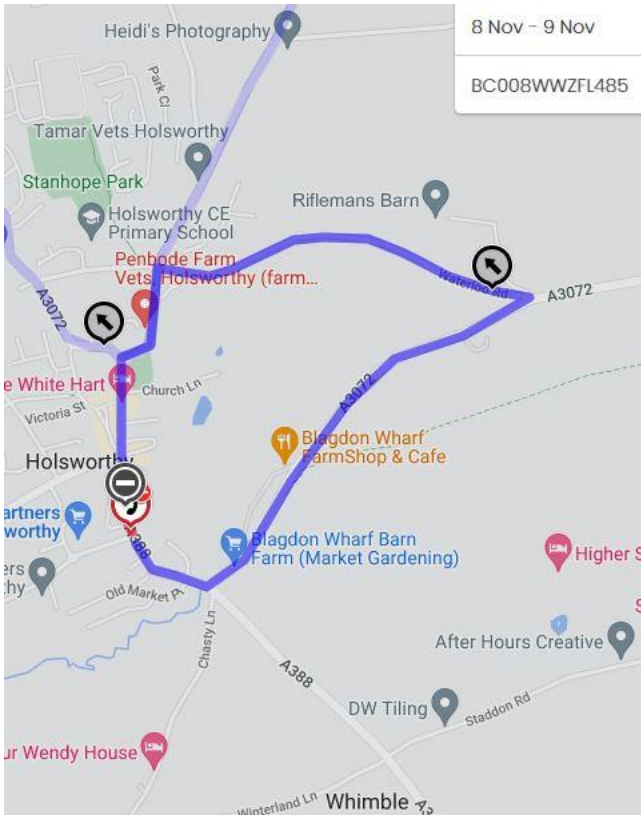 Heidi's Photography
8 Nov - 9 Nov
BC008WWZFL485
Park Cl
Tamar Vets Holsworthy
Stanhope Park
Riflemans Barn
Holsworthy CE
Primary School
Penbode Farm
Vets, Holsworthy (farm...
Waterloo Rd
A3072
A3072
e White Hart
Church Ln
A3072
Victoria St
Blagdon Wharf
FarmShop & Cafe
Holsworthy
artners
worthy
A388
Blagdon Wharf Barn
Farm (Market Gardening)
Higher S
ers
hy
Old Market Pl
Chasty Ln
S
After Hours Creative
A388
DW Tiling
Staddon Rd
ur Wendy House
Winterland Ln
Whimble
A3